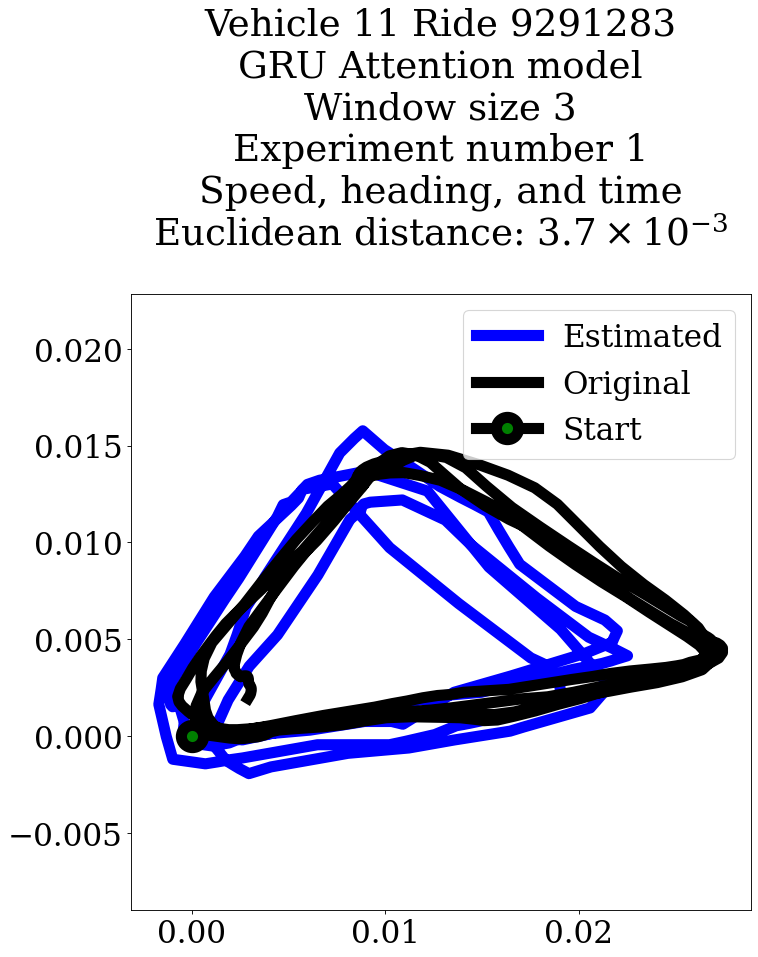 Vehicle 11 Ride 9291283
GRU Attention model
Window size 3
Experiment number 1
Speed, heading, and time
Euclidean distance: 3.7 × 10⁻³
Estimated
Original
Start
0.020
0.015
0.010
0.005
0.000
−0.005
0.00 0.01 0.02